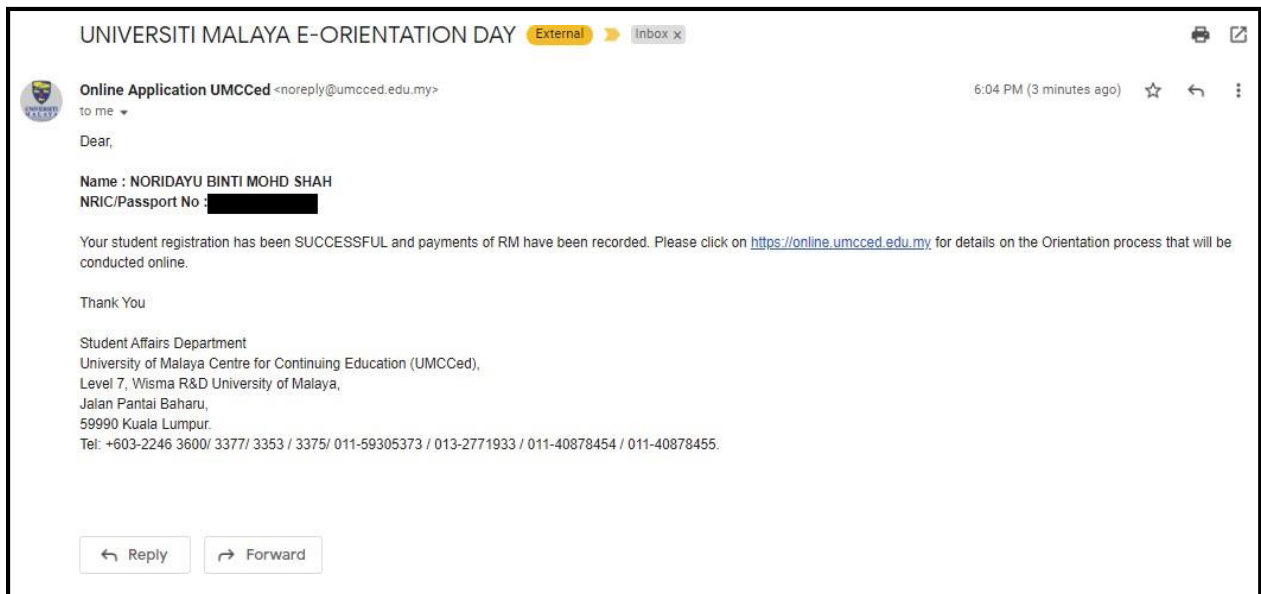 UNIVERSITI MALAYA E-ORIENTATION DAY External Inbox x
Online Application UMCCed <noreply@umcced.edu.my> 6:04 PM (3 minutes ago)
to me
Dear,
Name : NORIDAYU BINTI MOHD SHAH
NRIC/Passport No :
Your student registration has been SUCCESSFUL and payments of RM have been recorded. Please click on https://online.umcced.edu.my for details on the Orientation process that will be
conducted online.
Thank You
Student Affairs Department
University of Malaya Centre for Continuing Education (UMCCed),
Level 7, Wisma R&D University of Malaya,
Jalan Pantai Baharu,
59990 Kuala Lumpur.
Tel: +603-2246 3600/ 3377/ 3353 / 3375/ 011-59305373 / 013-2771933 / 011-40878454 / 011-40878455.
Reply Forward